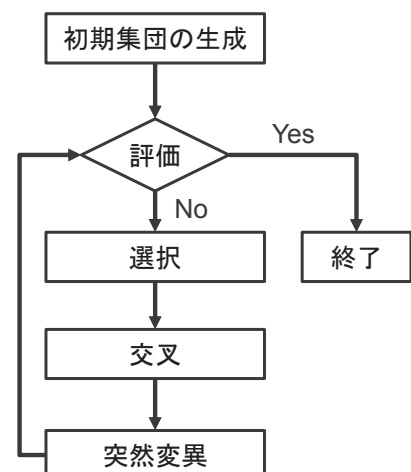 初期集団の生成
評価
Yes
No
選択
終了
交叉
突然変異